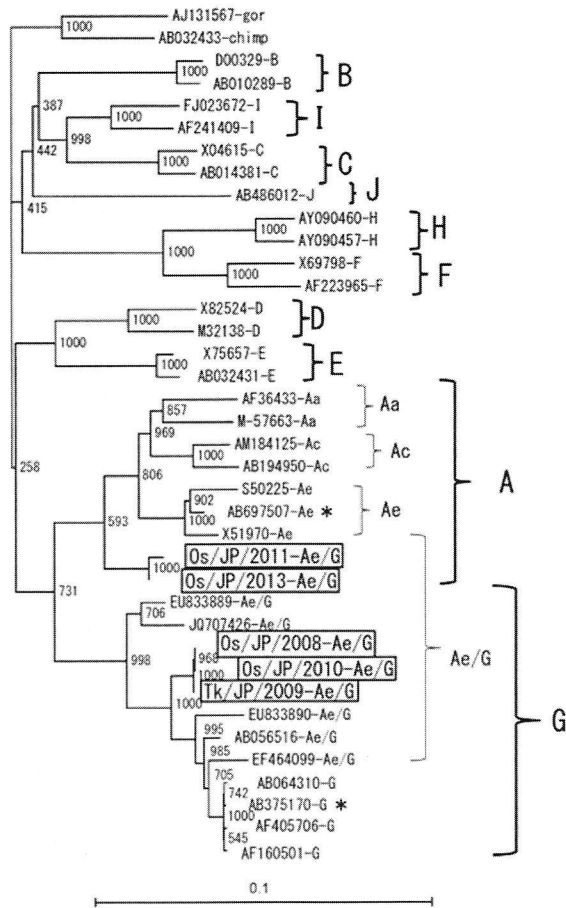 AJ131567-gor
1000
AB032433-chimp
D00329-B
1000
AB010289-B
B
387
FJ023672-I
1000
AF241409-I
I
998
442
X04615-C
1000
AB014381-C
C
AB486012-J
J
415
AY090460-H
1000
AY090457-H
H
1000
X69798-F
1000
AF223965-F
F
X82524-D
1000
M32138-D
D
1000
X75657-E
1000
AB032431-E
E
AF36433-Aa
857
M-57663-Aa
Aa
969
AM184125-Ac
1000
AB194950-Ac
Ac
806
258
S50225-Ae
902
AB697507-Ae *
1000
X51970-Ae
Ae
A
593
Os/JP/2011-Ae/G
1000
Os/JP/2013-Ae/G
731
EU833889-Ae/G
706
JQ707426-Ae/G
998
Os/JP/2008-Ae/G
968
Os/JP/2010-Ae/G
1000
Tk/JP/2009-Ae/G
1000
Ae/G
EU833890-Ae/G
995
AB056516-Ae/G
985
EF464099-Ae/G
G
705
AB064310-G
742
AB375170-G *
1000
AF405706-G
545
AF160501-G
0.1